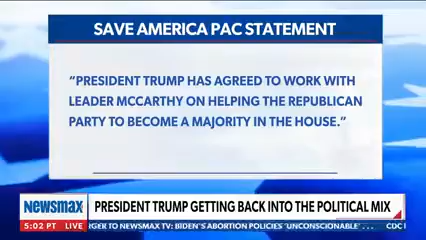 SAVE AMERICA PAC STATEMENT
“PRESIDENT TRUMP HAS AGREED TO WORK WITH
LEADER MCCARTHY ON HELPING THE REPUBLICAN
PARTY TO BECOME A MAJORITY IN THE HOUSE.”
NEWSMAX
PRESIDENT TRUMP GETTING BACK INTO THE POLITICAL MIX
5:02 PT LIVE RGER TO NEWSMAX TV: BIDEN'S ABORTION POLICIES 'UNCONSCIONABLE' CDC